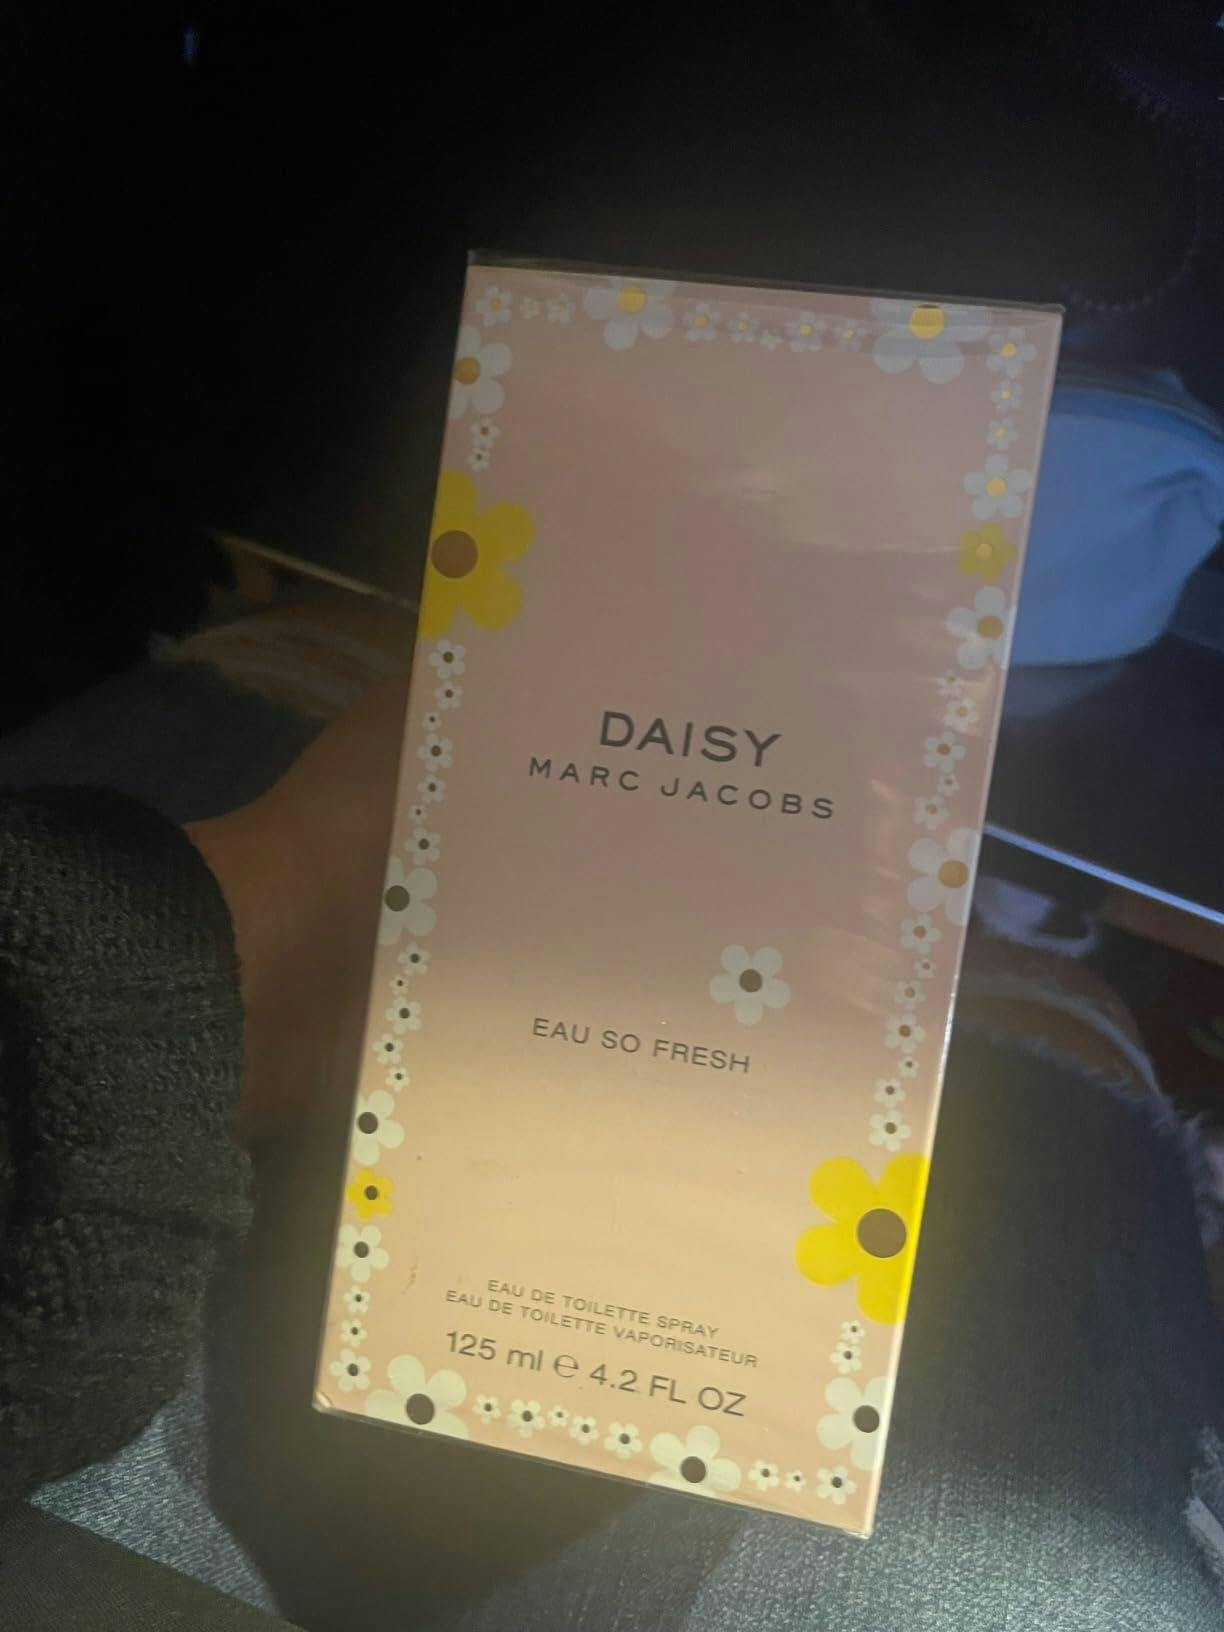 DAISY
MARC JACOBS
EAU SO FRESH
EAU DE TOILETTE SPRAY
EAU DE TOILETTE VAPORISATEUR
125 ml ℮ 4.2 FL OZ